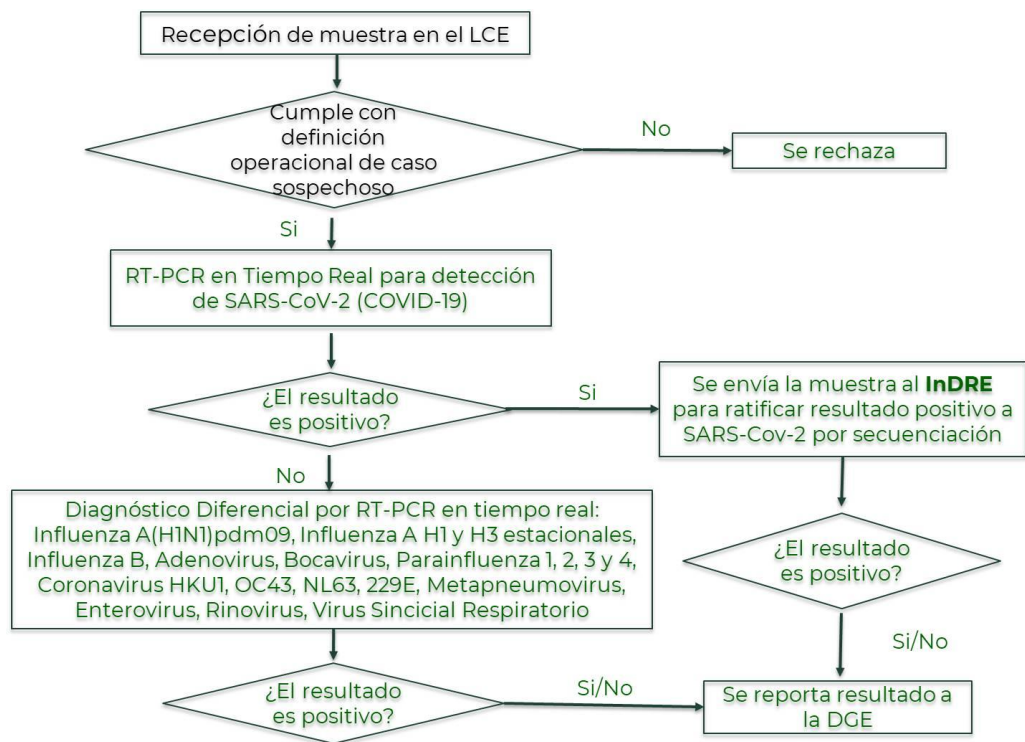 Recepción de muestra en el LCE
Cumple con
definición
operacional de caso
sospechoso
No
Se rechaza
Si
RT-PCR en Tiempo Real para detección
de SARS-CoV-2 (COVID-19)
¿El resultado
es positivo?
Si
Se envía la muestra al InDRE
para ratificar resultado positivo a
SARS-Cov-2 por secuenciación
No
Diagnóstico Diferencial por RT-PCR en tiempo real:
Influenza A(H1N1)pdm09, Influenza A H1 y H3 estacionales,
Influenza B, Adenovirus, Bocavirus, Parainfluenza 1, 2, 3 y 4,
Coronavirus HKU1, OC43, NL63, 229E, Metapneumovirus,
Enterovirus, Rinovirus, Virus Sincicial Respiratorio
¿El resultado
es positivo?
Si/No
¿El resultado
es positivo?
Si/No
Se reporta resultado a
la DGE